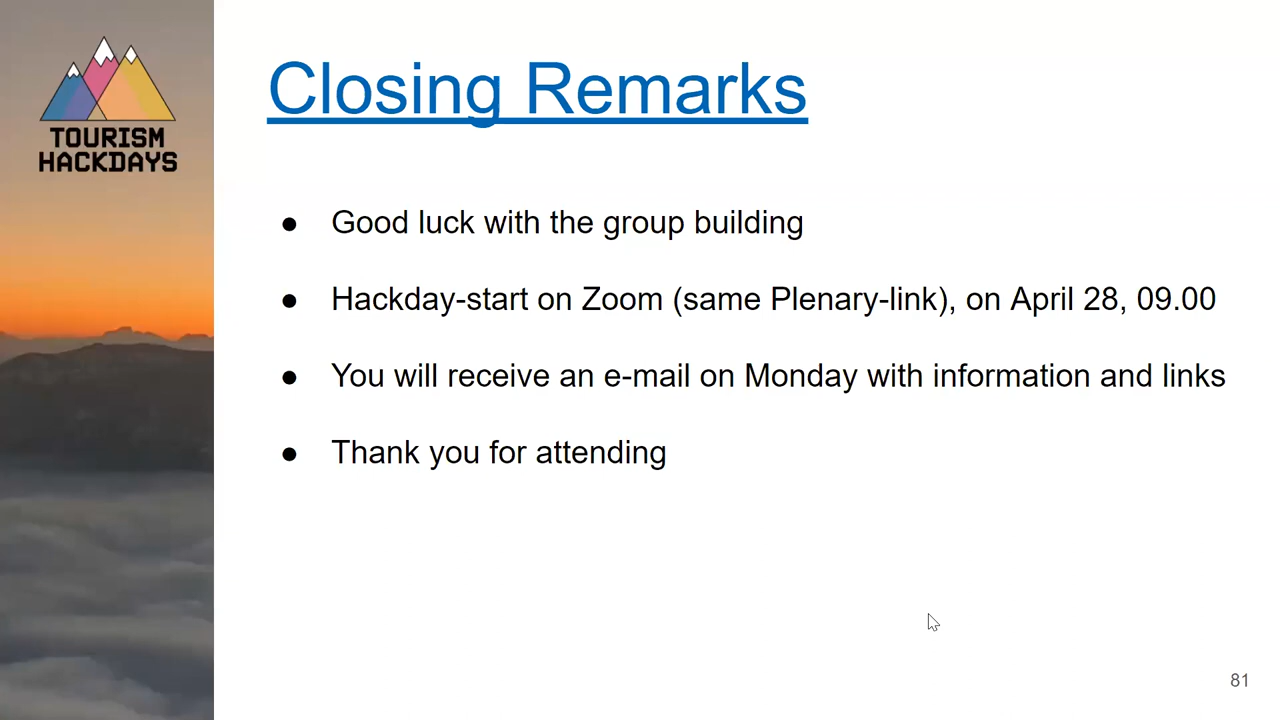 TOURISM
HACKDAYS
Closing Remarks
● Good luck with the group building
● Hackday-start on Zoom (same Plenary-link), on April 28, 09.00
● You will receive an e-mail on Monday with information and links
● Thank you for attending
81